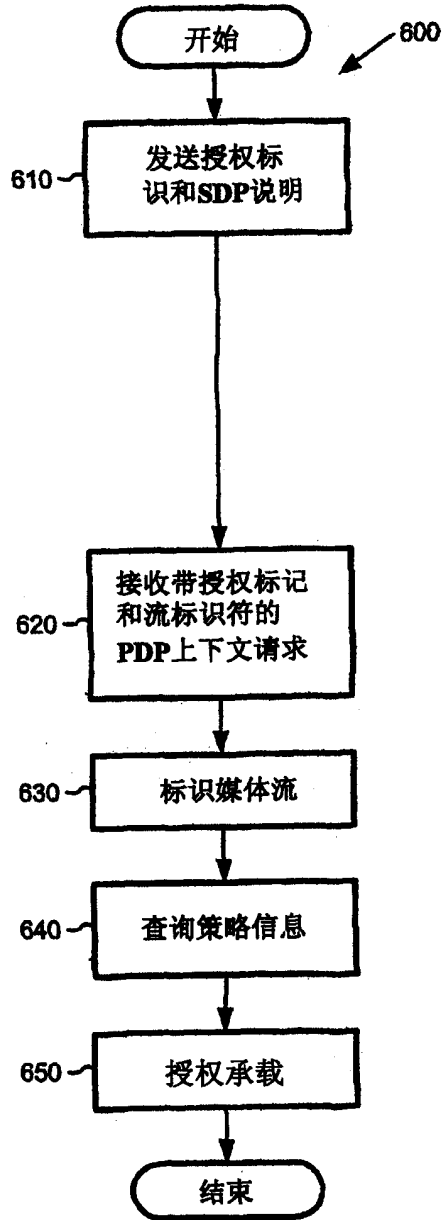 开始
600
610
发送授权标
识和SDP说明
620
接收带授权标记
和流标识符的
PDP上下文请求
630
标识媒体流
640
查询策略信息
650
授权承载
结束